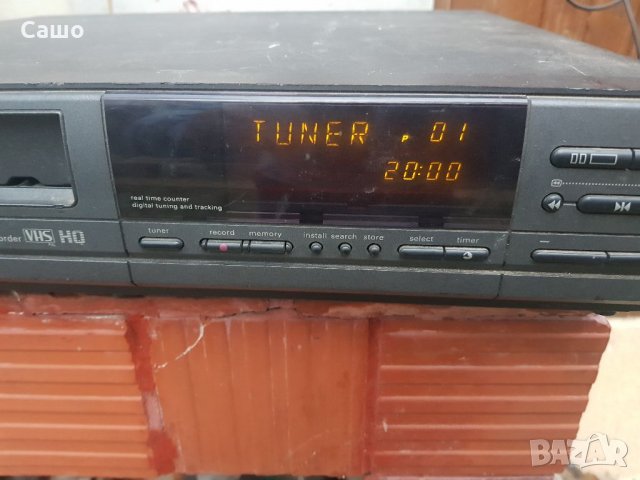 Сашо
TUNER P 01
20:00
real time counter
digital tuning and tracking
order VHS HQ
tuner record memory install search store select timer
BAZAR